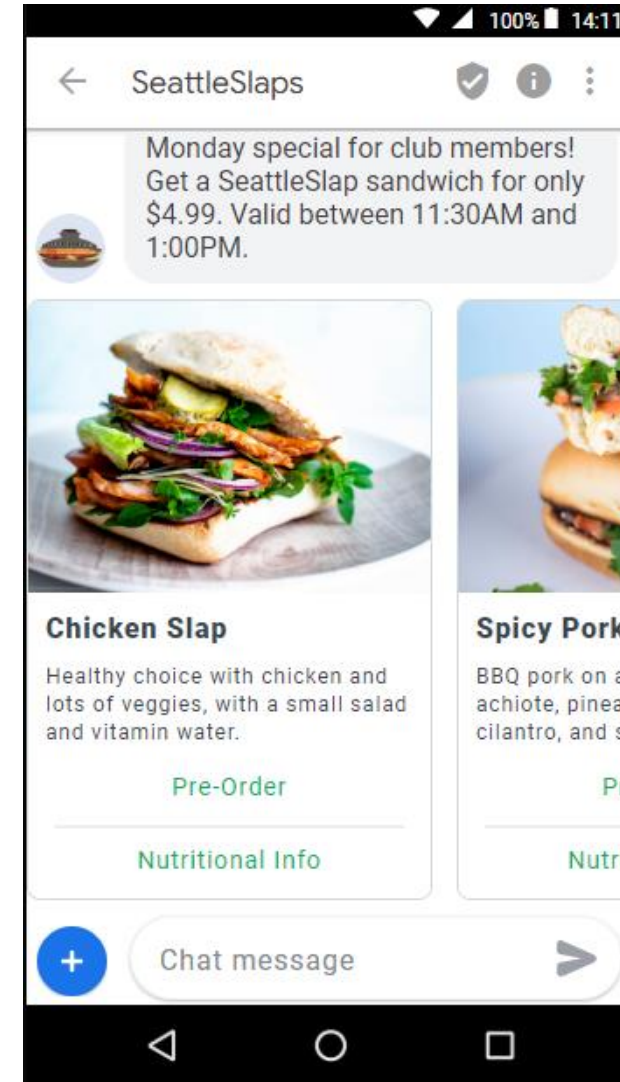 100% 14:11
SeattleSlaps
Monday special for club members!
Get a SeattleSlap sandwich for only
$4.99. Valid between 11:30AM and
1:00PM.
Chicken Slap
Healthy choice with chicken and
lots of veggies, with a small salad
and vitamin water.
Pre-Order
Nutritional Info
Spicy Pork
BBQ pork on
achiote,
cilantro, and
Chat message